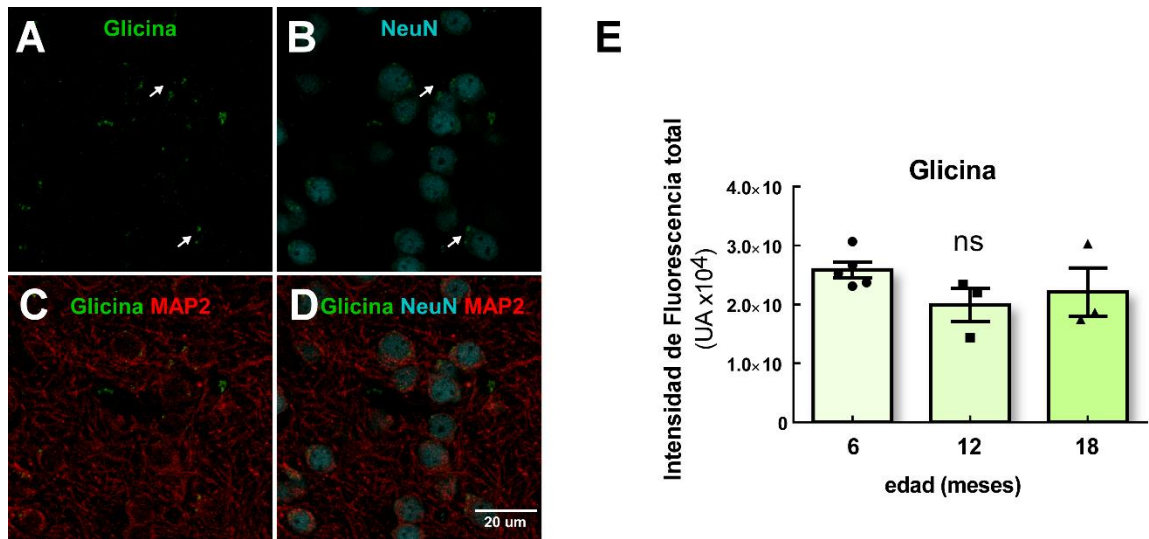 A
Glicina
B
NeuN
C
Glicina MAP2
D
Glicina NeuN MAP2
20 um
E
Glicina
Intensidad de Fluorescencia total
(UA x10⁴)
4.0×10
3.0×10
2.0×10
1.0×10
0
ns
6
12
18
edad (meses)